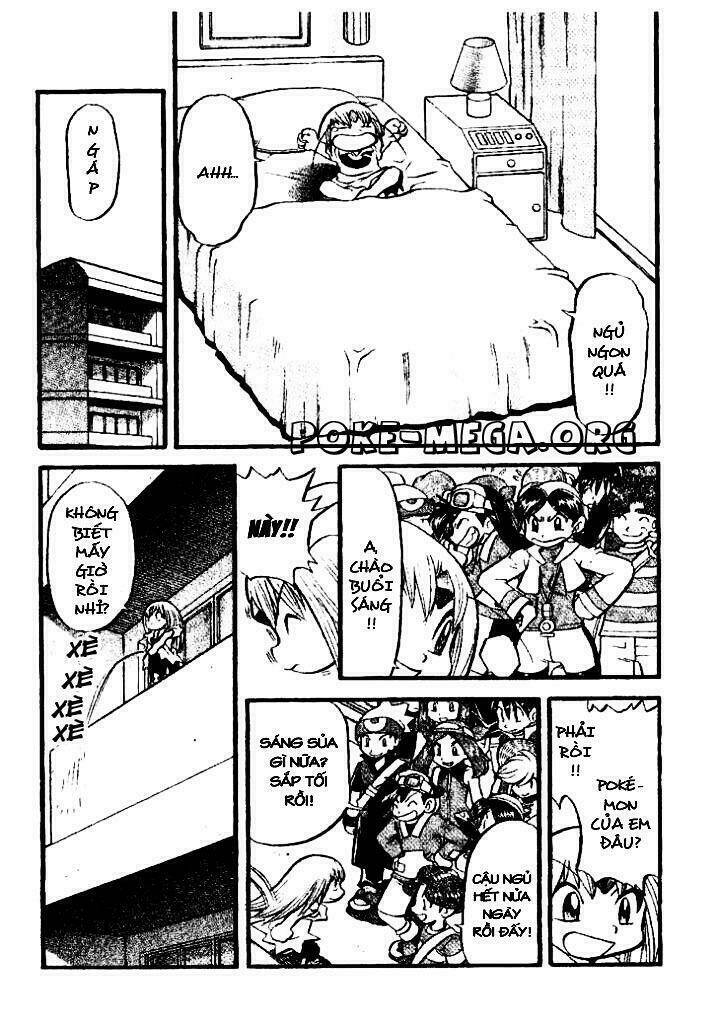 AHH...
NGỦ
NGON
QUÁ
!!
N
G
Á
P
POKE-MEGA.ORG
A,
CHÀO
BUỔI
SÁNG
!!
NÀY!!
KHÔNG
BIẾT
MẤY
GIỜ
RỒI
NHỈ?
XÈ
XÈ
XÈ
XÈ
PHẢI
RỒI
!!
POKÉ-
MON
CỦA EM
ĐÂU?
SÁNG SỦA
GÌ NỮA?
SẮP TỐI
RỒI!
CẬU NGỦ
HẾT NỬA
NGÀY
RỒI ĐẤY!